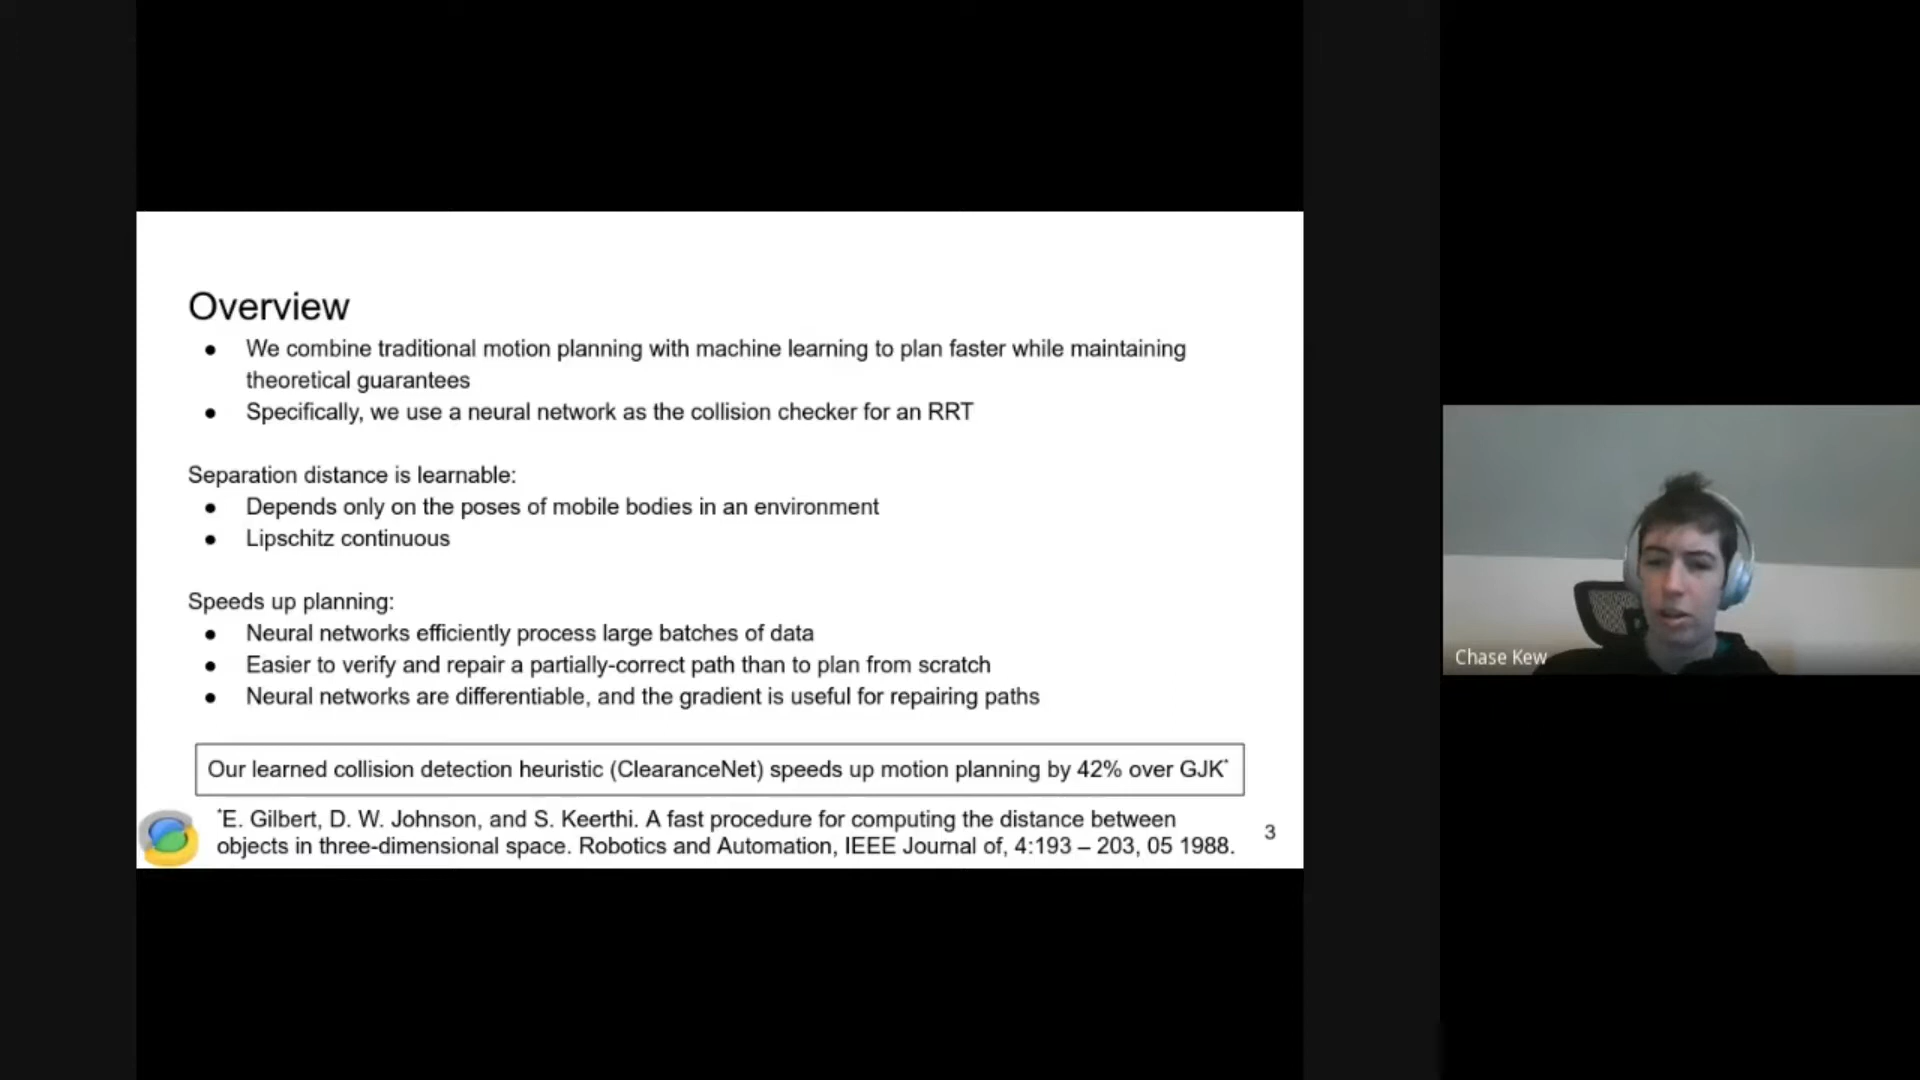 Overview
● We combine traditional motion planning with machine learning to plan faster while maintaining
theoretical guarantees
● Specifically, we use a neural network as the collision checker for an RRT
Separation distance is learnable:
● Depends only on the poses of mobile bodies in an environment
● Lipschitz continuous
Speeds up planning:
● Neural networks efficiently process large batches of data
● Easier to verify and repair a partially-correct path than to plan from scratch
● Neural networks are differentiable, and the gradient is useful for repairing paths
Our learned collision detection heuristic (ClearanceNet) speeds up motion planning by 42% over GJK*
*E. Gilbert, D. W. Johnson, and S. Keerthi. A fast procedure for computing the distance between
objects in three-dimensional space. Robotics and Automation, IEEE Journal of, 4:193 – 203, 05 1988.
3
Chase Kew